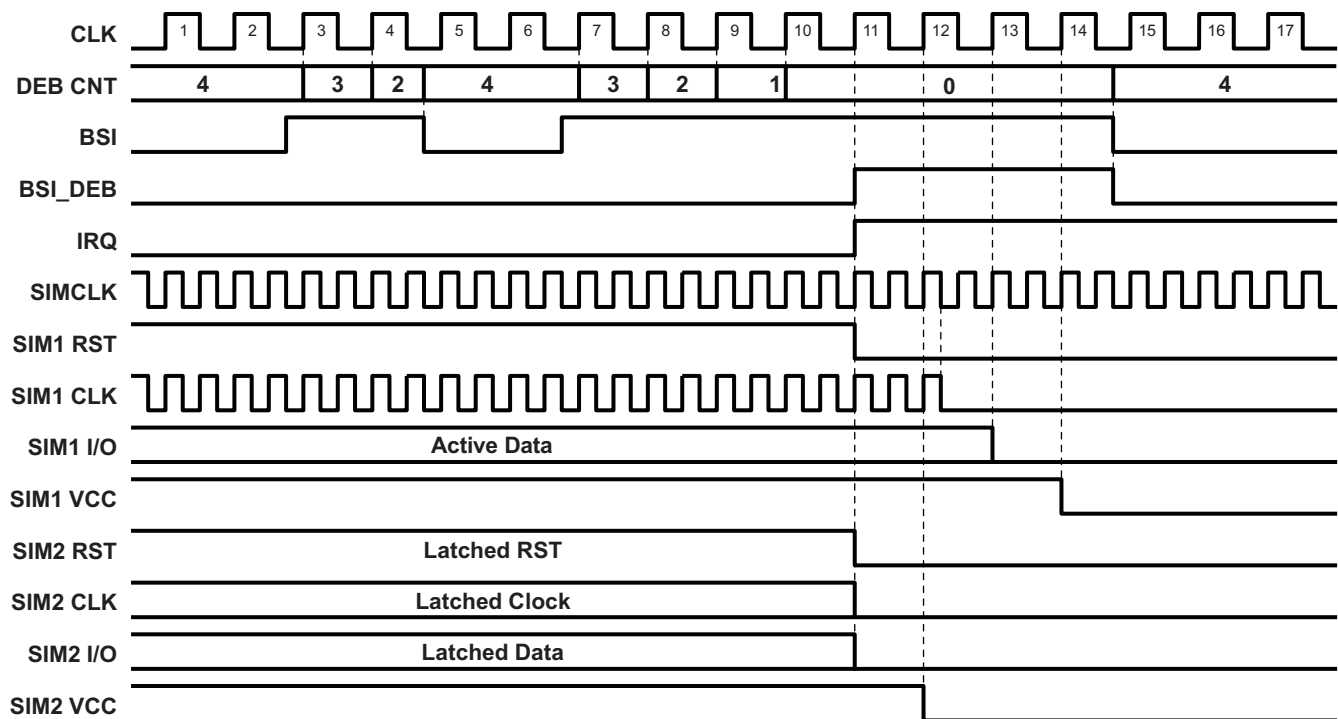 CLK 1 2 3 4 5 6 7 8 9 10 11 12 13 14 15 16 17
DEB CNT 4 3 2 4 3 2 1 0 4
BSI
BSI_DEB
IRQ
SIMCLK
SIM1 RST
SIM1 CLK
SIM1 I/O Active Data
SIM1 VCC
SIM2 RST Latched RST
SIM2 CLK Latched Clock
SIM2 I/O Latched Data
SIM2 VCC